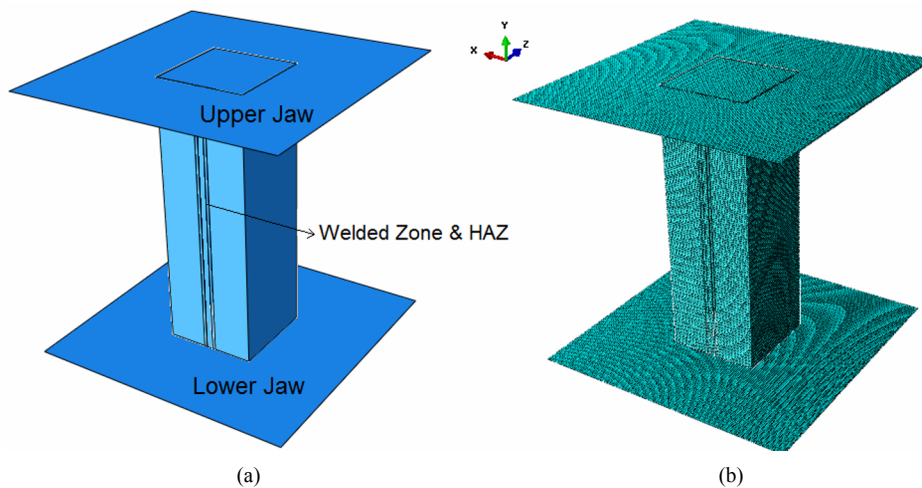 Upper Jaw
Welded Zone & HAZ
Lower Jaw
(a)
Y
Z
X
(b)